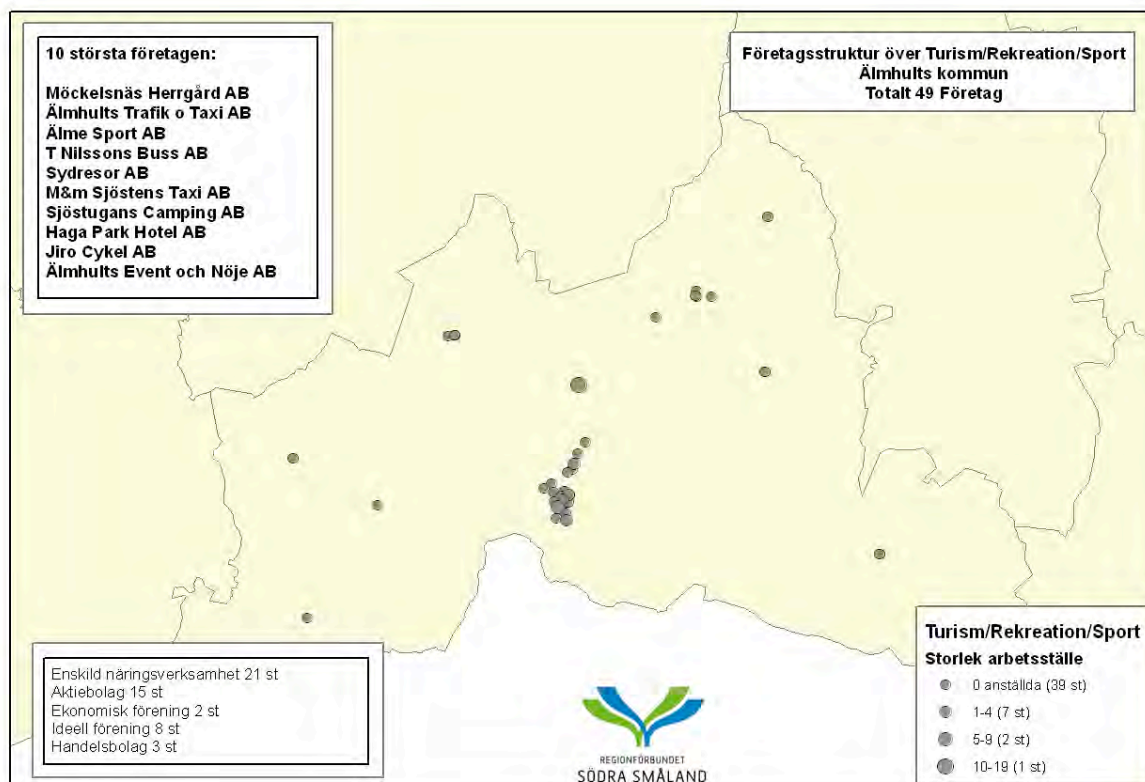 10 största företagen:
Möckelsnäs Herrgård AB
Älmhults Trafik o Taxi AB
Älme Sport AB
T Nilssons Buss AB
Sydresor AB
M&m Sjöstens Taxi AB
Sjöstugans Camping AB
Haga Park Hotel AB
Jiro Cykel AB
Älmhults Event och Nöje AB
Företagsstruktur över Turism/Rekreation/Sport
Älmhults kommun
Totalt 49 Företag
Enskild näringsverksamhet 21 st
Aktiebolag 15 st
Ekonomisk förening 2 st
Ideell förening 8 st
Handelsbolag 3 st
REGIONFÖRBUNDET
SÖDRA SMÅLAND
Turism/Rekreation/Sport
Storlek arbetsställe
0 anställda (39 st)
1-4 (7 st)
5-9 (2 st)
10-19 (1 st)